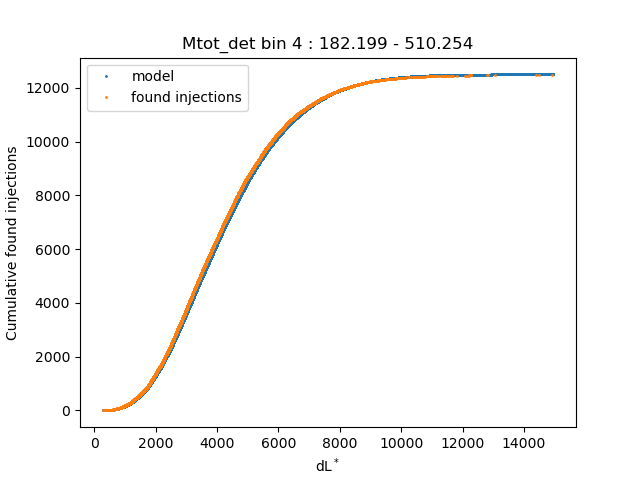 Mtot_det bin 4 : 182.199 - 510.254
model
found injections
Cumulative found injections
12000
10000
8000
6000
4000
2000
0
0 2000 4000 6000 8000 10000 12000 14000
dL*